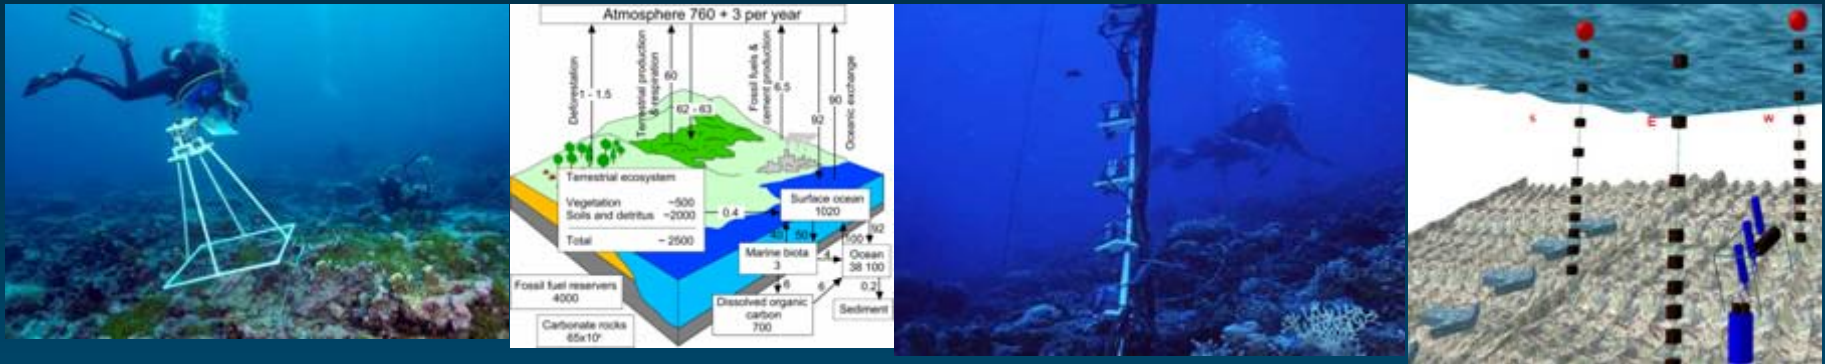 Atmosphere 760 + 3 per year
Deforestation
1 - 1.5
Terrestrial production
& respiration
60
62 - 63
Fossil fuels &
cement production
6.5
92
90
Oceanic exchange
Terrestrial ecosystem
Vegetation ~500
Soils and detritus ~2000
Total ~ 2500
0.4
Surface ocean
1020
40
50
100
92
Marine biota
3
4
Ocean
38 100
6
6
0.2
Fossil fuel reservers
4000
Dissolved organic
carbon
700
Sediment
Carbonate rocks
s
E
W